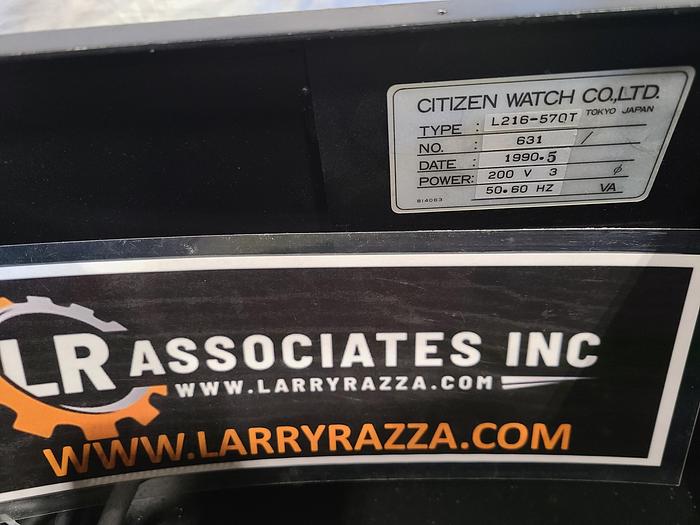 CITIZEN WATCH CO.,LTD.
TOKYO JAPAN
TYPE : L216-570T
NO. : 631 /
DATE : 1990.5
POWER: 200 V 3 ø
50.60 HZ VA
814063
LR ASSOCIATES INC
WWW.LARRYRAZZA.COM
WWW.LARRYRAZZA.COM